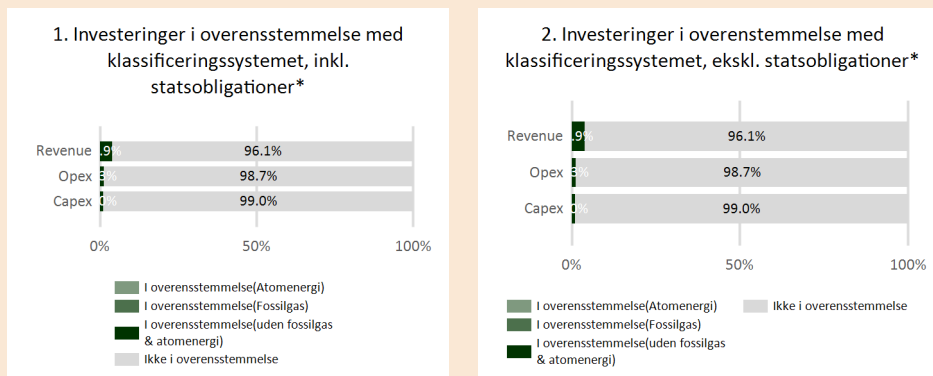 1. Investeringer i overensstemmelse med
klassificeringssystemet, inkl.
statsobligationer*
Revenue 96.1%
Opex 98.7%
Capex 99.0%
0% 50% 100%
I overensstemmelse(Atomenergi)
I overensstemmelse(Fossilgas)
I overensstemmelse(uden fossilgas
& atomenergi)
Ikke i overensstemmelse
2. Investeringer i overenstemmelse med
klassificeringssystemet, ekskl. statsobligationer*
Revenue 96.1%
Opex 98.7%
Capex 99.0%
0% 50% 100%
I overensstemmelse(Atomenergi) Ikke i overensstemmelse
I overensstemmelse(Fossilgas)
I overensstemmelse(uden fossilgas
& atomenergi)